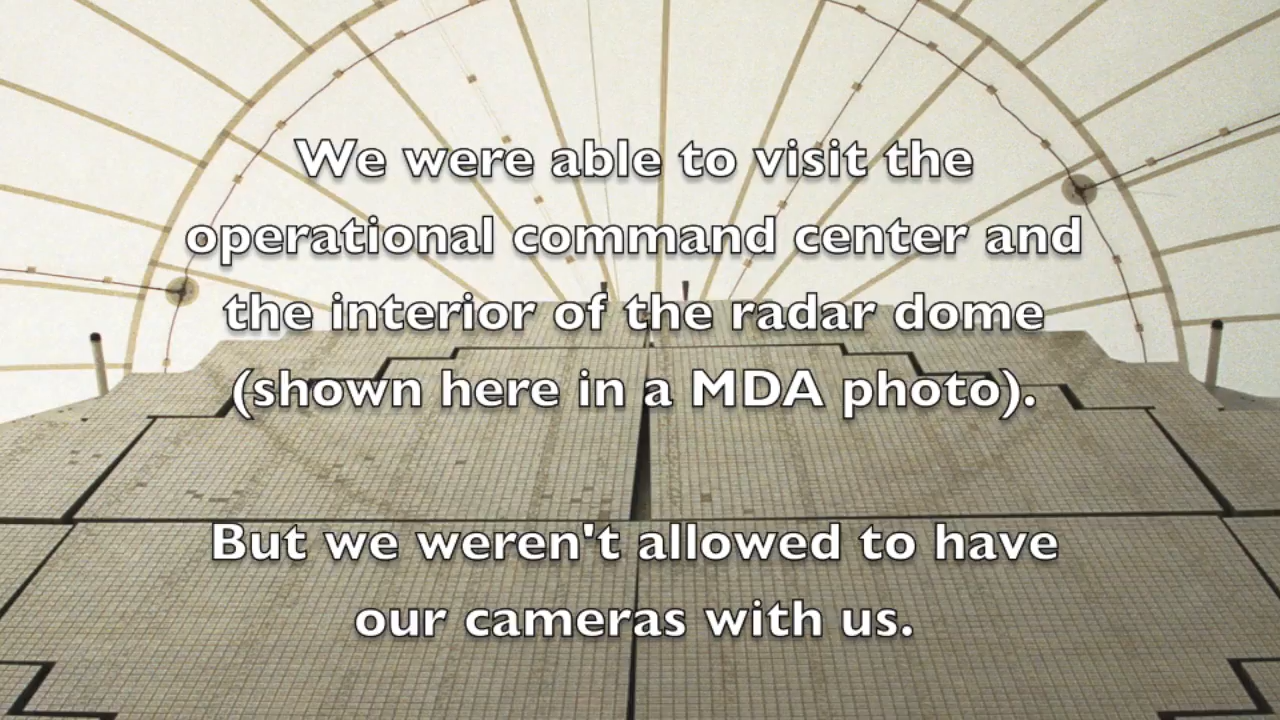 We were able to visit the
operational command center and
the interior of the radar dome
(shown here in a MDA photo).
But we weren't allowed to have
our cameras with us.